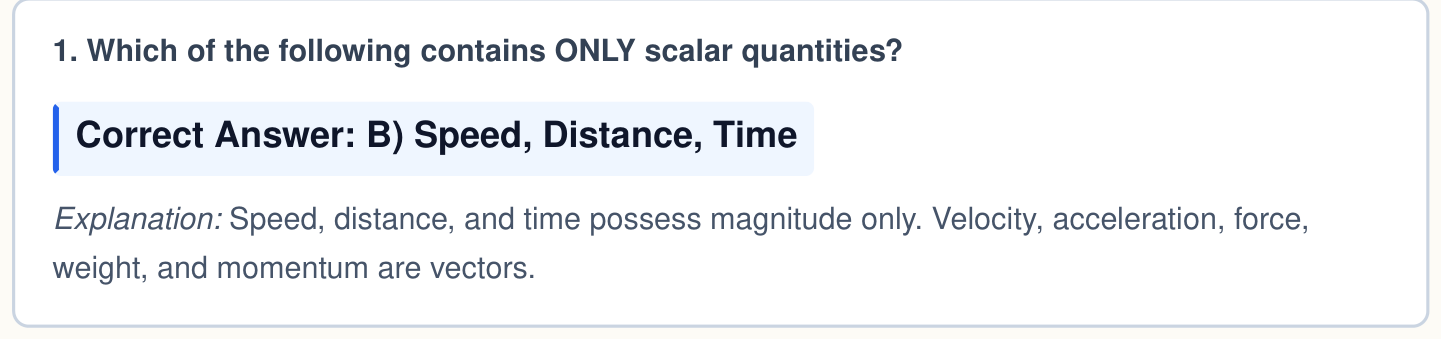 1. Which of the following contains ONLY scalar quantities?
Correct Answer: B) Speed, Distance, Time
Explanation: Speed, distance, and time possess magnitude only. Velocity, acceleration, force,
weight, and momentum are vectors.